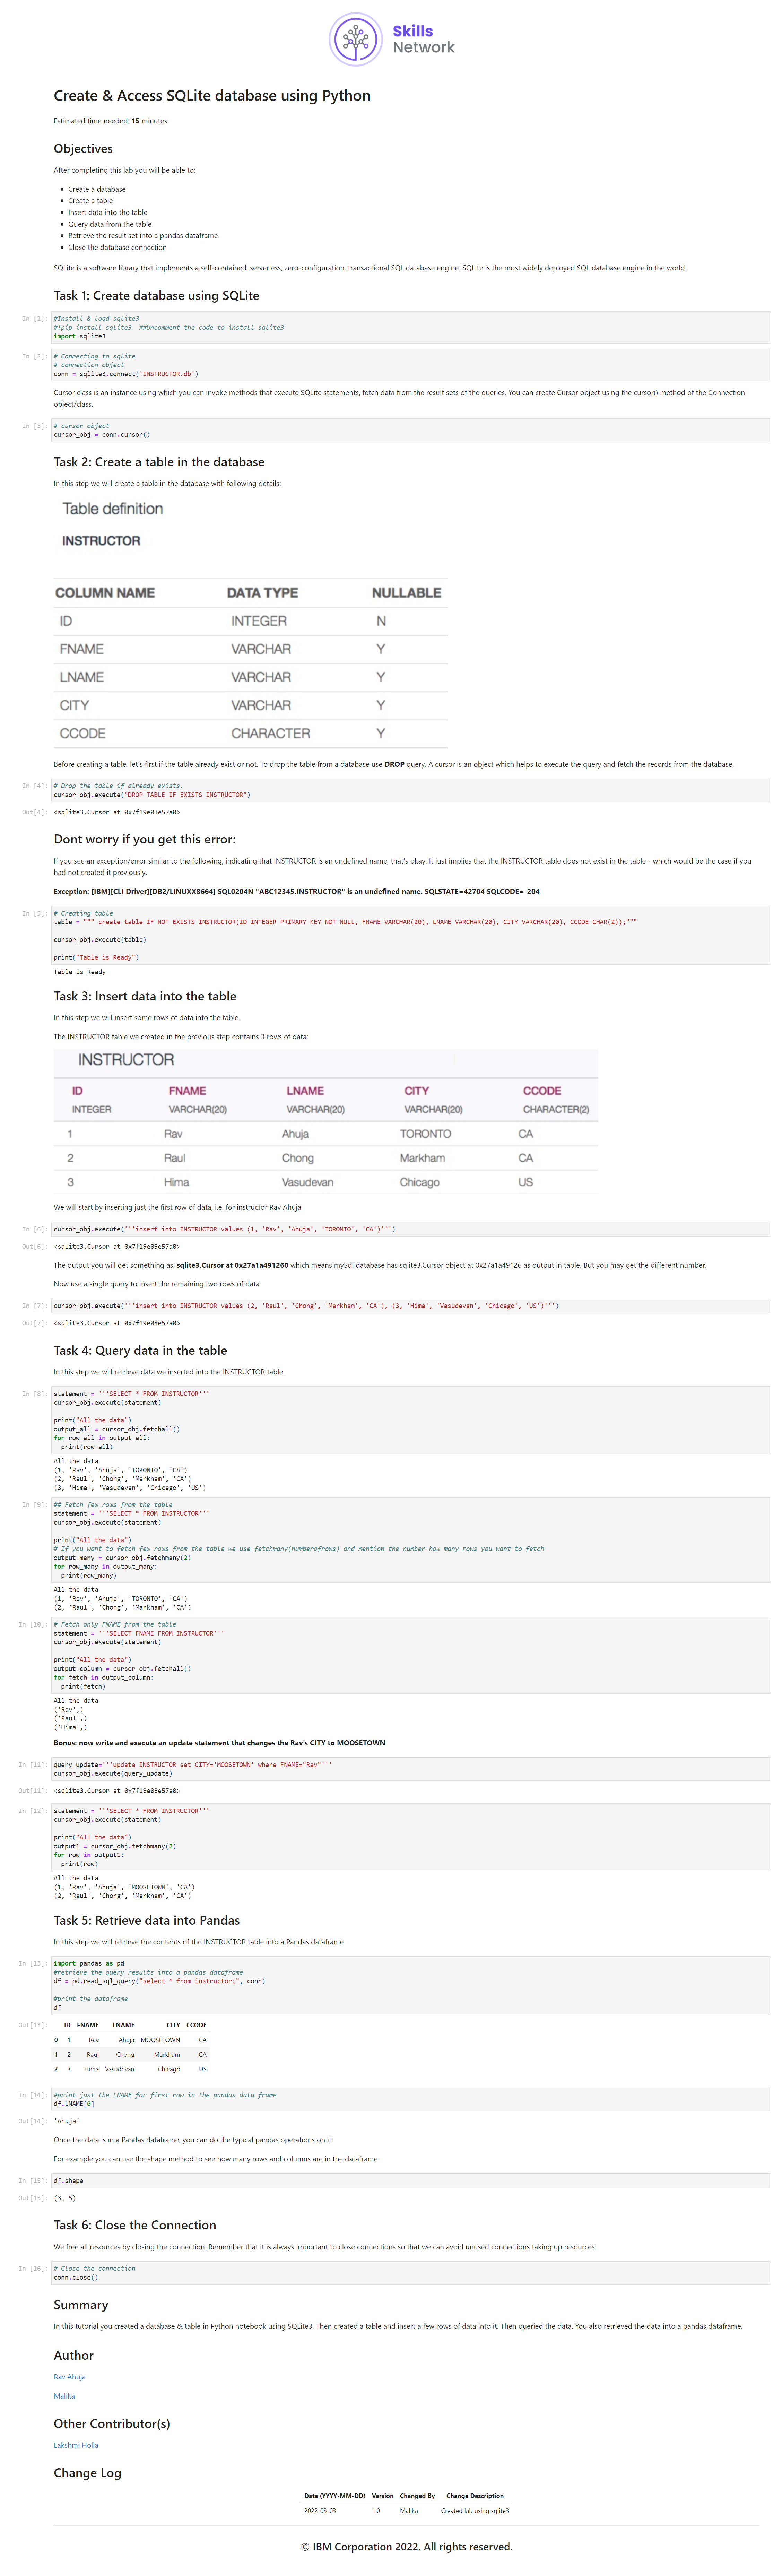 Skills
Network
Create & Access SQLite database using Python
Estimated time needed: 15 minutes
Objectives
After completing this lab you will be able to:
• Create a database
• Create a table
• Insert data into the table
• Query data from the table
• Retrieve the result set into a pandas dataframe
• Close the database connection
SQLite is a software library that implements a self-contained, serverless, zero-configuration, transactional SQL database engine. SQLite is the most widely deployed SQL database engine in the world.
Task 1: Create database using SQLite
In [1]: #Install & load sqlite3
#!pip install sqlite3  ##Uncomment the code to install sqlite3
import sqlite3
In [2]: # Connecting to sqlite
# connection object
conn = sqlite3.connect('INSTRUCTOR.db')
Cursor class is an instance using which you can invoke methods that execute SQLite statements, fetch data from the result sets of the queries. You can create Cursor object using the cursor() method of the Connection
object/class.
In [3]: # cursor object
cursor_obj = conn.cursor()
Task 2: Create a table in the database
In this step we will create a table in the database with following details:
Table definition
INSTRUCTOR
COLUMN NAME DATA TYPE NULLABLE
ID INTEGER N
FNAME VARCHAR Y
LNAME VARCHAR Y
CITY VARCHAR Y
CCODE CHARACTER Y
Before creating a table, let's first if the table already exist or not. To drop the table from a database use DROP query. A cursor is an object which helps to execute the query and fetch the records from the database.
In [4]: # Drop the table if already exists.
cursor_obj.execute("DROP TABLE IF EXISTS INSTRUCTOR")
Out[4]: <sqlite3.Cursor at 0x7f19e03e57a0>
Dont worry if you get this error:
If you see an exception/error similar to the following, indicating that INSTRUCTOR is an undefined name, that's okay. It just implies that the INSTRUCTOR table does not exist in the table - which would be the case if you
had not created it previously.
Exception: [IBM][CLI Driver][DB2/LINUXX8664] SQL0204N "ABC12345.INSTRUCTOR" is an undefined name. SQLSTATE=42704 SQLCODE=-204
In [5]: # Creating table
table = """ create table IF NOT EXISTS INSTRUCTOR(ID INTEGER PRIMARY KEY NOT NULL, FNAME VARCHAR(20), LNAME VARCHAR(20), CITY VARCHAR(20), CCODE CHAR(2));"""
cursor_obj.execute(table)
print("Table is Ready")
Table is Ready
Task 3: Insert data into the table
In this step we will insert some rows of data into the table.
The INSTRUCTOR table we created in the previous step contains 3 rows of data:
INSTRUCTOR
ID FNAME LNAME CITY CCODE
INTEGER VARCHAR(20) VARCHAR(20) VARCHAR(20) CHARACTER(2)
1 Rav Ahuja TORONTO CA
2 Raul Chong Markham CA
3 Hima Vasudevan Chicago US
We will start by inserting just the first row of data, i.e. for instructor Rav Ahuja
In [6]: cursor_obj.execute('''insert into INSTRUCTOR values (1, 'Rav', 'Ahuja', 'TORONTO', 'CA')''')
Out[6]: <sqlite3.Cursor at 0x7f19e03e57a0>
The output you will get something as: sqlite3.Cursor at 0x27a1a491260 which means mySql database has sqlite3.Cursor object at 0x27a1a49126 as output in table. But you may get the different number.
Now use a single query to insert the remaining two rows of data
In [7]: cursor_obj.execute('''insert into INSTRUCTOR values (2, 'Raul', 'Chong', 'Markham', 'CA'), (3, 'Hima', 'Vasudevan', 'Chicago', 'US')''')
Out[7]: <sqlite3.Cursor at 0x7f19e03e57a0>
Task 4: Query data in the table
In this step we will retrieve data we inserted into the INSTRUCTOR table.
In [8]: statement = '''SELECT * FROM INSTRUCTOR'''
cursor_obj.execute(statement)
print("All the data")
output_all = cursor_obj.fetchall()
for row_all in output_all:
  print(row_all)
All the data
(1, 'Rav', 'Ahuja', 'TORONTO', 'CA')
(2, 'Raul', 'Chong', 'Markham', 'CA')
(3, 'Hima', 'Vasudevan', 'Chicago', 'US')
In [9]: ## Fetch few rows from the table
statement = '''SELECT * FROM INSTRUCTOR'''
cursor_obj.execute(statement)
print("All the data")
# If you want to fetch few rows from the table we use fetchmany(numberofrows) and mention the number how many rows you want to fetch
output_many = cursor_obj.fetchmany(2)
for row_many in output_many:
  print(row_many)
All the data
(1, 'Rav', 'Ahuja', 'TORONTO', 'CA')
(2, 'Raul', 'Chong', 'Markham', 'CA')
In [10]: # Fetch only FNAME from the table
statement = '''SELECT FNAME FROM INSTRUCTOR'''
cursor_obj.execute(statement)
print("All the data")
output_column = cursor_obj.fetchall()
for fetch in output_column:
  print(fetch)
All the data
('Rav',)
('Raul',)
('Hima',)
Bonus: now write and execute an update statement that changes the Rav's CITY to MOOSETOWN
In [11]: query_update='''update INSTRUCTOR set CITY='MOOSETOWN' where FNAME="Rav"'''
cursor_obj.execute(query_update)
Out[11]: <sqlite3.Cursor at 0x7f19e03e57a0>
In [12]: statement = '''SELECT * FROM INSTRUCTOR'''
cursor_obj.execute(statement)
print("All the data")
output1 = cursor_obj.fetchmany(2)
for row in output1:
  print(row)
All the data
(1, 'Rav', 'Ahuja', 'MOOSETOWN', 'CA')
(2, 'Raul', 'Chong', 'Markham', 'CA')
Task 5: Retrieve data into Pandas
In this step we will retrieve the contents of the INSTRUCTOR table into a Pandas dataframe
In [13]: import pandas as pd
#retrieve the query results into a pandas dataframe
df = pd.read_sql_query("select * from instructor;", conn)
#print the dataframe
df
Out[13]: ID FNAME LNAME CITY CCODE
0 1 Rav Ahuja MOOSETOWN CA
1 2 Raul Chong Markham CA
2 3 Hima Vasudevan Chicago US
In [14]: #print just the LNAME for first row in the pandas data frame
df.LNAME[0]
Out[14]: 'Ahuja'
Once the data is in a Pandas dataframe, you can do the typical pandas operations on it.
For example you can use the shape method to see how many rows and columns are in the dataframe
In [15]: df.shape
Out[15]: (3, 5)
Task 6: Close the Connection
We free all resources by closing the connection. Remember that it is always important to close connections so that we can avoid unused connections taking up resources.
In [16]: # Close the connection
conn.close()
Summary
In this tutorial you created a database & table in Python notebook using SQLite3. Then created a table and insert a few rows of data into it. Then queried the data. You also retrieved the data into a pandas dataframe.
Author
Rav Ahuja
Malika
Other Contributor(s)
Lakshmi Holla
Change Log
Date (YYYY-MM-DD) Version Changed By Change Description
2022-03-03 1.0 Malika Created lab using sqlite3
© IBM Corporation 2022. All rights reserved.